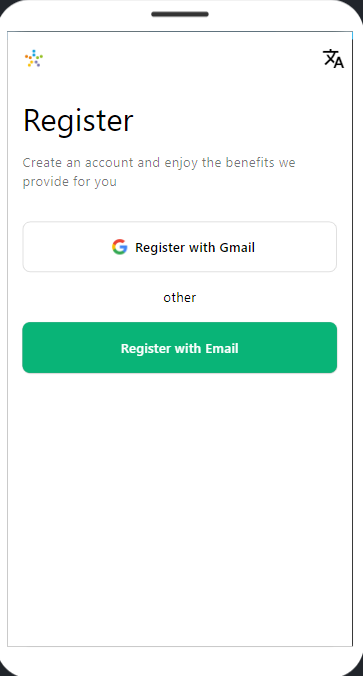 Register
Create an account and enjoy the benefits we
provide for you
Register with Gmail
other
Register with Email